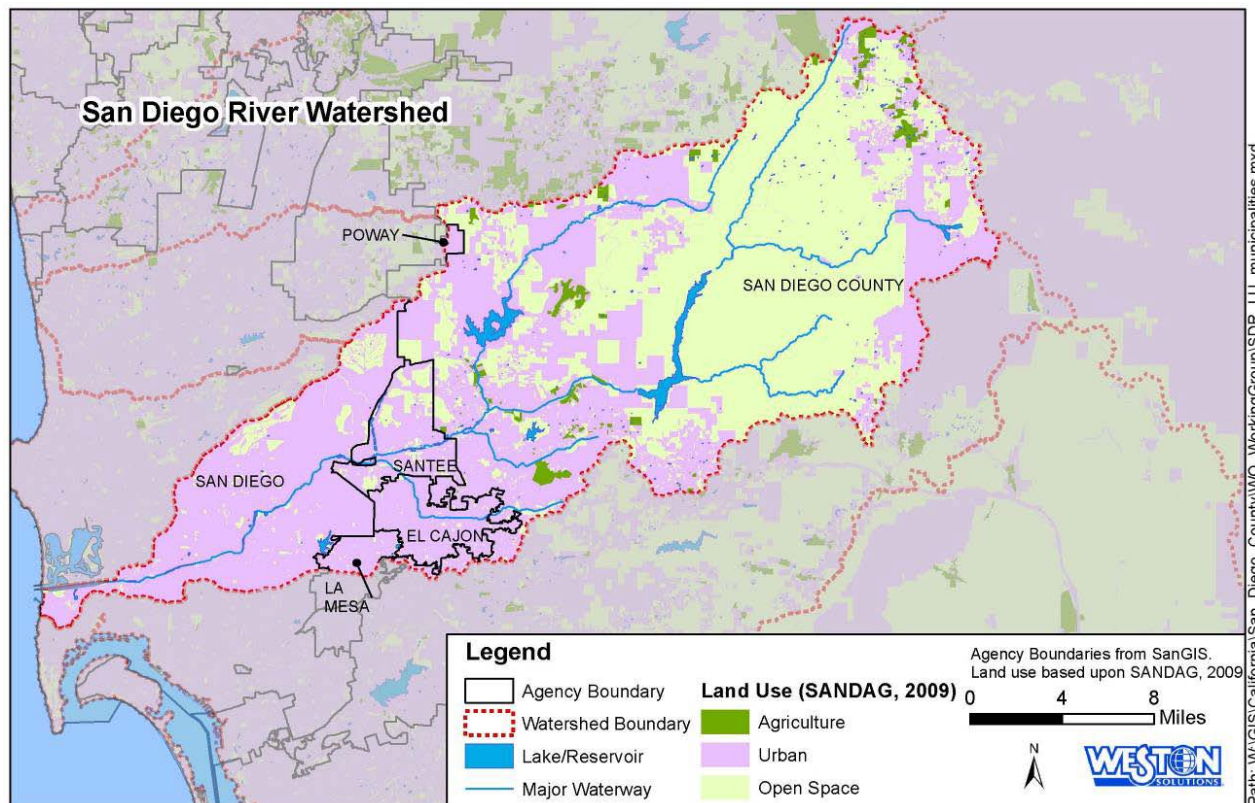 San Diego River Watershed
POWAY
SAN DIEGO COUNTY
SAN DIEGO
SANTEE
EL CAJON
LA
MESA
Legend
Agency Boundary
Watershed Boundary
Lake/Reservoir
Major Waterway
Land Use (SANDAG, 2009)
Agriculture
Urban
Open Space
Agency Boundaries from SanGIS.
Land use based upon SANDAG, 2009
0 4 8
Miles
N
WESTON
SOLUTIONS